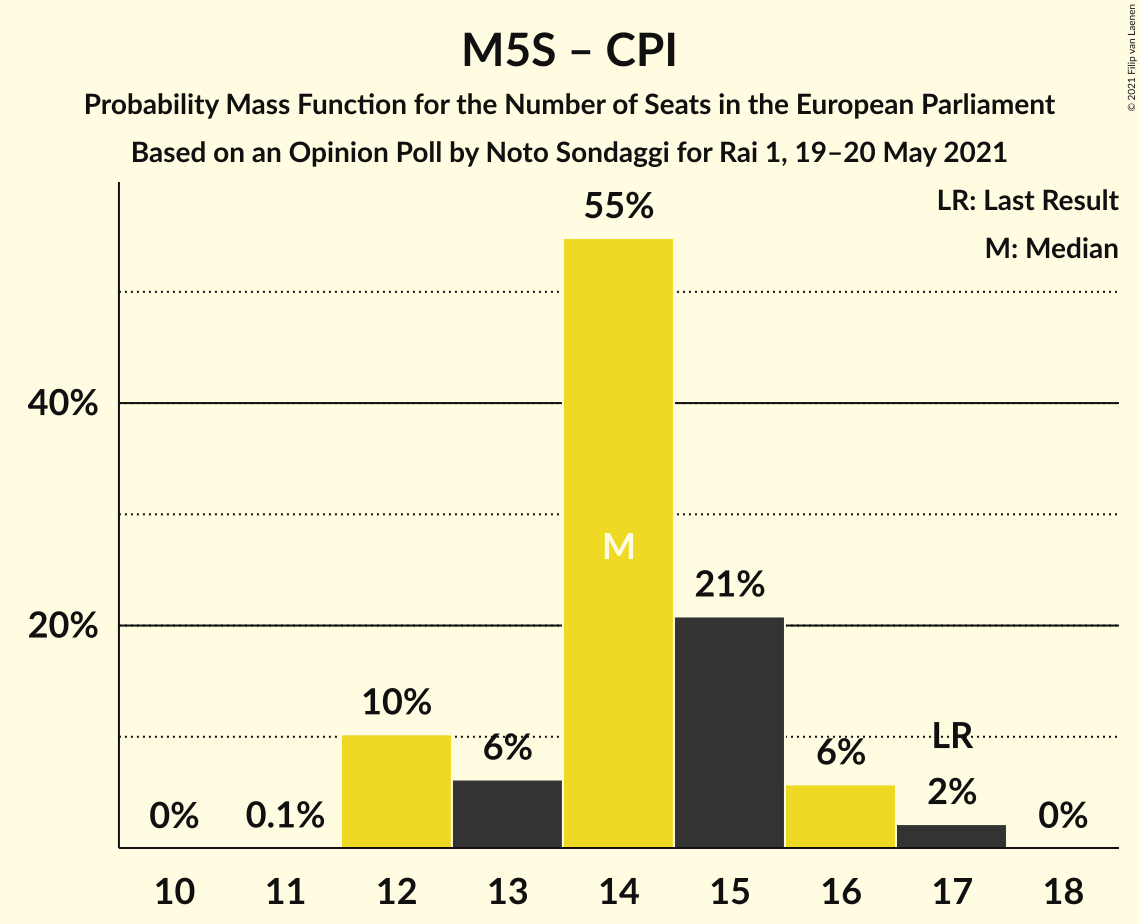 M5S – CPI
Probability Mass Function for the Number of Seats in the European Parliament
Based on an Opinion Poll by Noto Sondaggi for Rai 1, 19–20 May 2021
© 2021 Filip van Laenen
LR: Last Result
M: Median
55%
40%
M
21%
20%
10%
6%
6%
LR
2%
0%
0.1%
0%
10 11 12 13 14 15 16 17 18